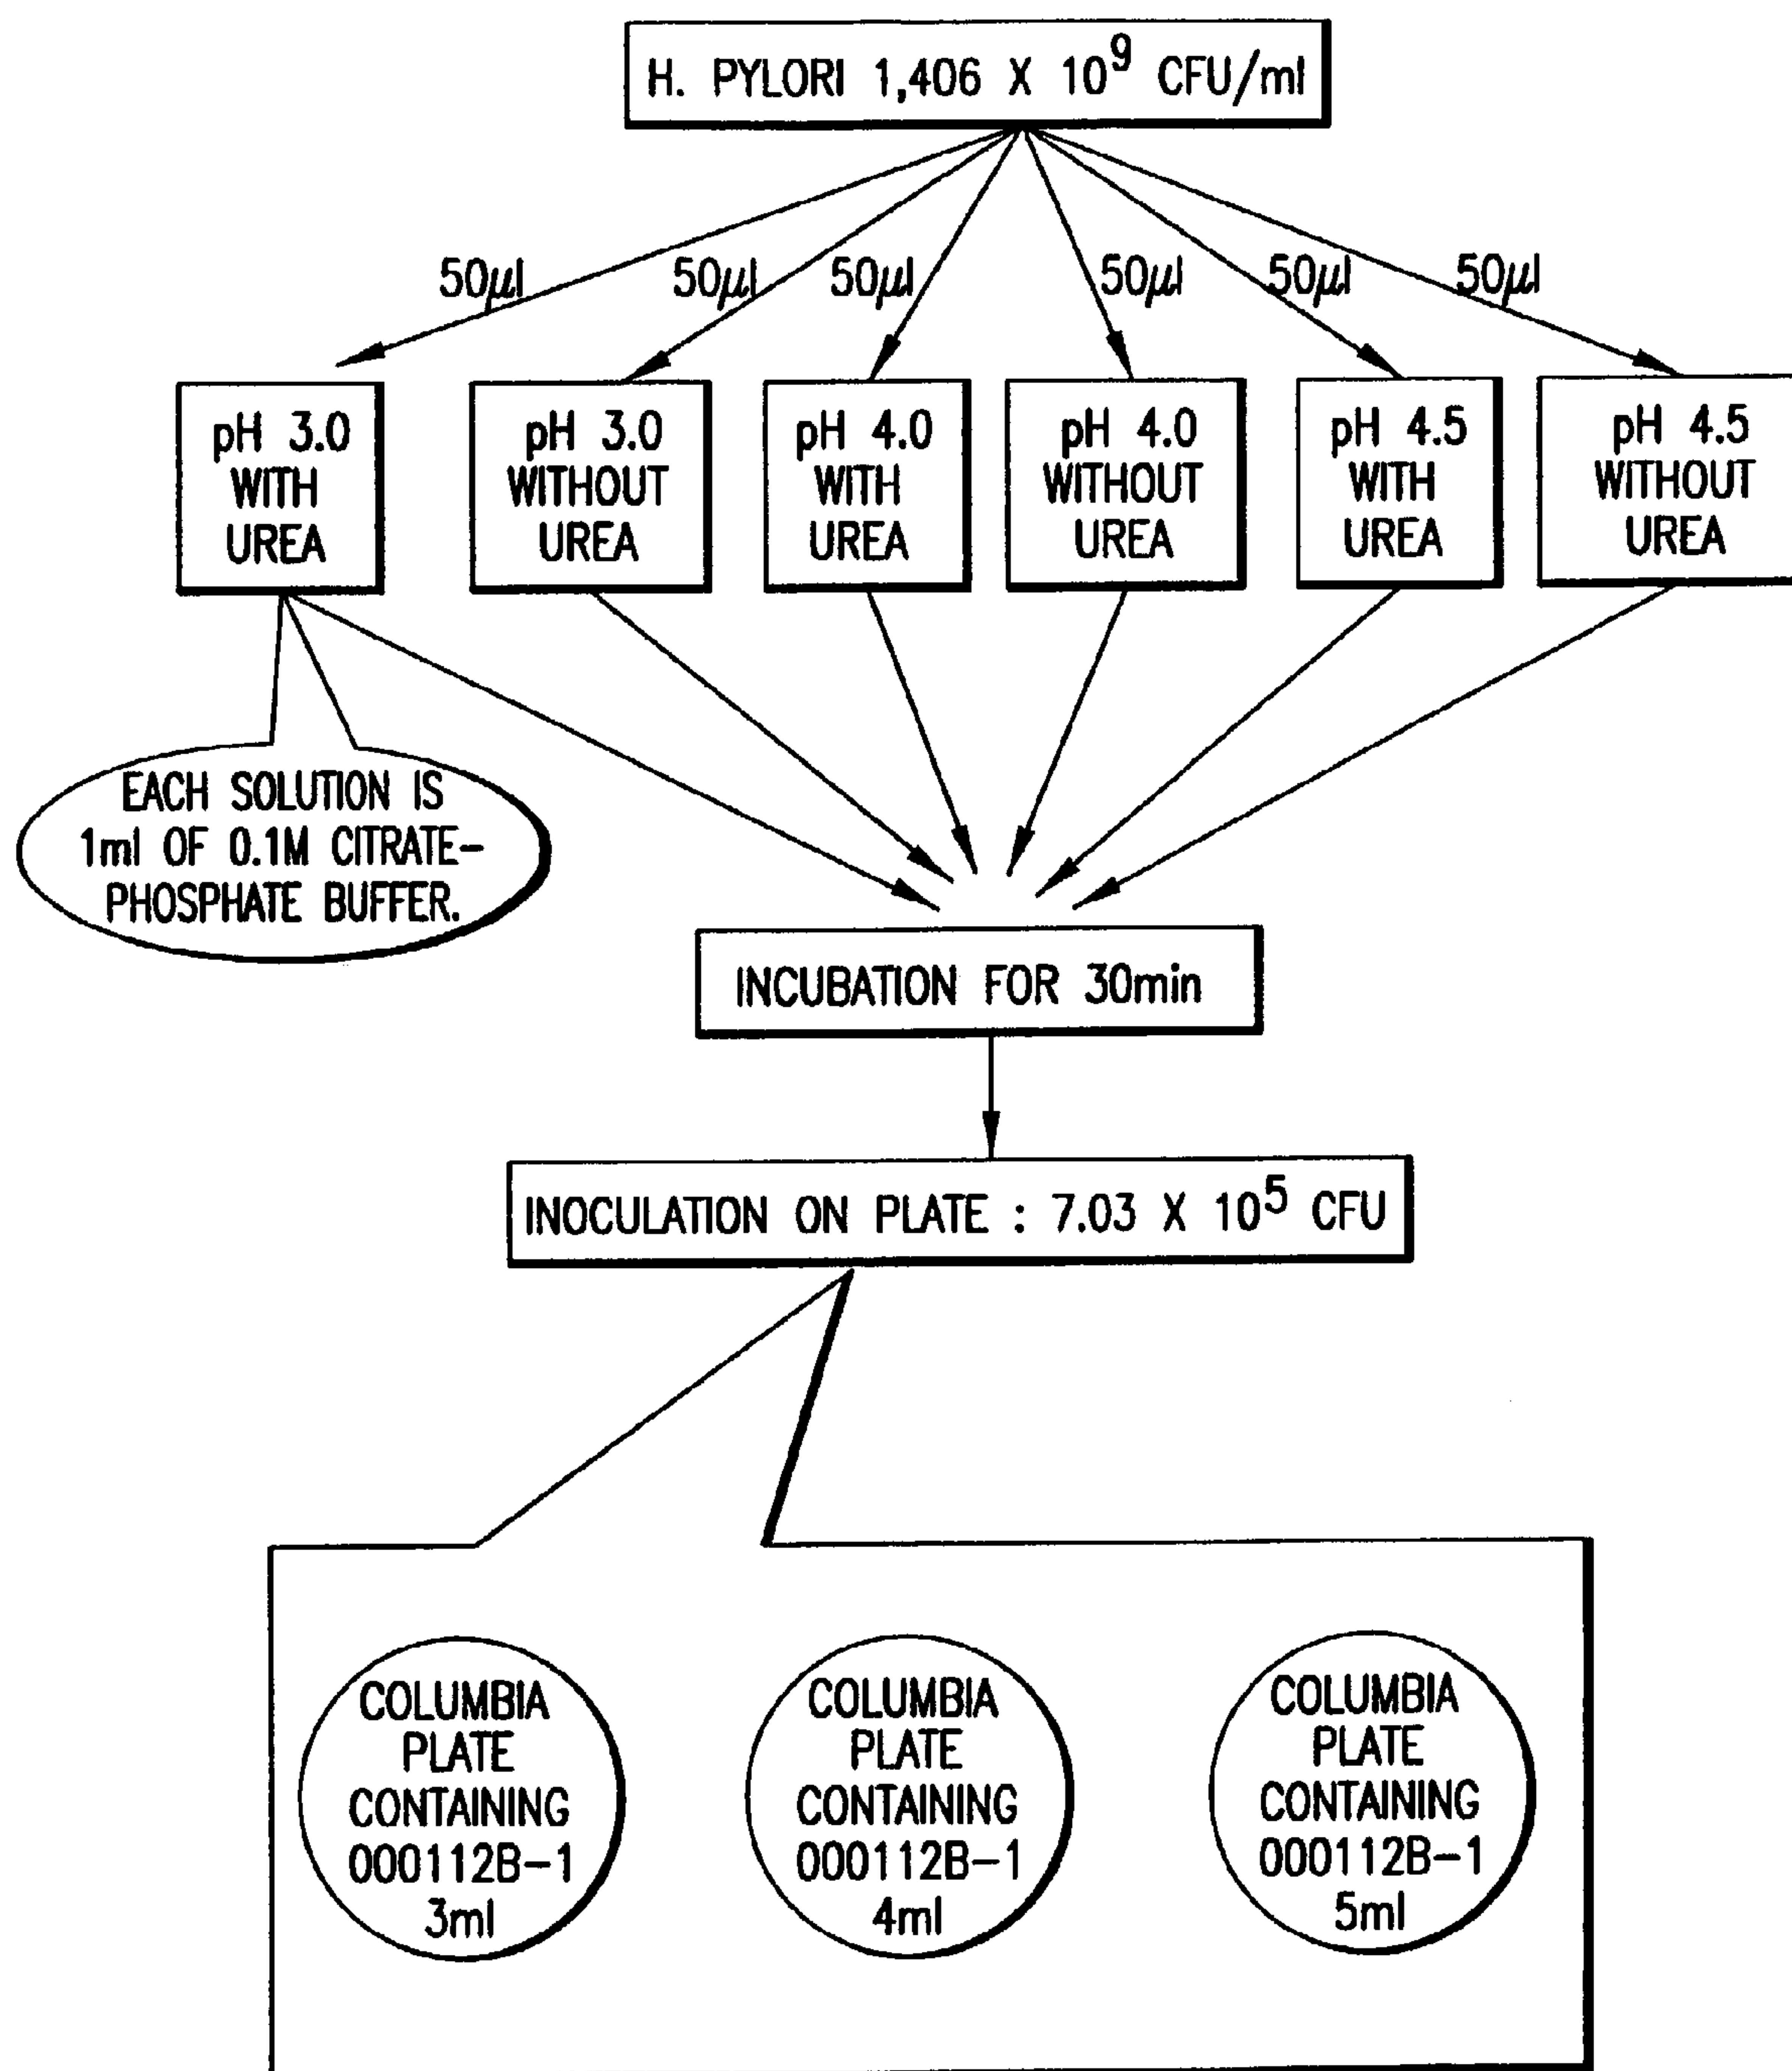 H. PYLORI 1,406 X 10⁹ CFU/ml
50µl
50µl
50µl
50µl
50µl
50µl
pH 3.0
WITH
UREA
pH 3.0
WITHOUT
UREA
pH 4.0
WITH
UREA
pH 4.0
WITHOUT
UREA
pH 4.5
WITH
UREA
pH 4.5
WITHOUT
UREA
EACH SOLUTION IS
1ml OF 0.1M CITRATE-
PHOSPHATE BUFFER.
INCUBATION FOR 30min
INOCULATION ON PLATE : 7.03 X 10⁵ CFU
COLUMBIA
PLATE
CONTAINING
000112B-1
3ml
COLUMBIA
PLATE
CONTAINING
000112B-1
4ml
COLUMBIA
PLATE
CONTAINING
000112B-1
5ml